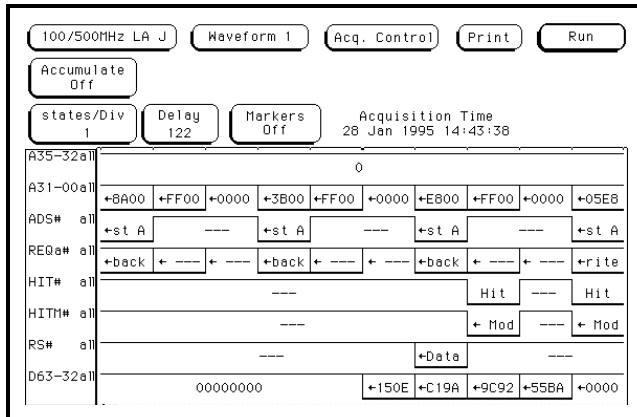 100/500MHz LA J Waveform 1 Acq. Control Print Run
Accumulate
Off
states/Div Delay Markers Acquisition Time
1 122 Off 28 Jan 1995 14:43:38
A35-32all 0
A31-00all ←8A00 ←FF00 ←0000 ←3B00 ←FF00 ←0000 ←E800 ←FF00 ←0000 ←05E8
ADS# all ←st A --- ←st A --- ←st A --- ←st A
REQa# all ←back ← --- ← --- ←back ← --- ← --- ←back ← --- ← --- ←rite
HIT# all --- Hit --- Hit
HITM# all --- ← Mod --- ← Mod
RS# all --- ←Data ---
D63-32all 00000000 ←150E ←C19A ←9C92 ←55BA ←0000